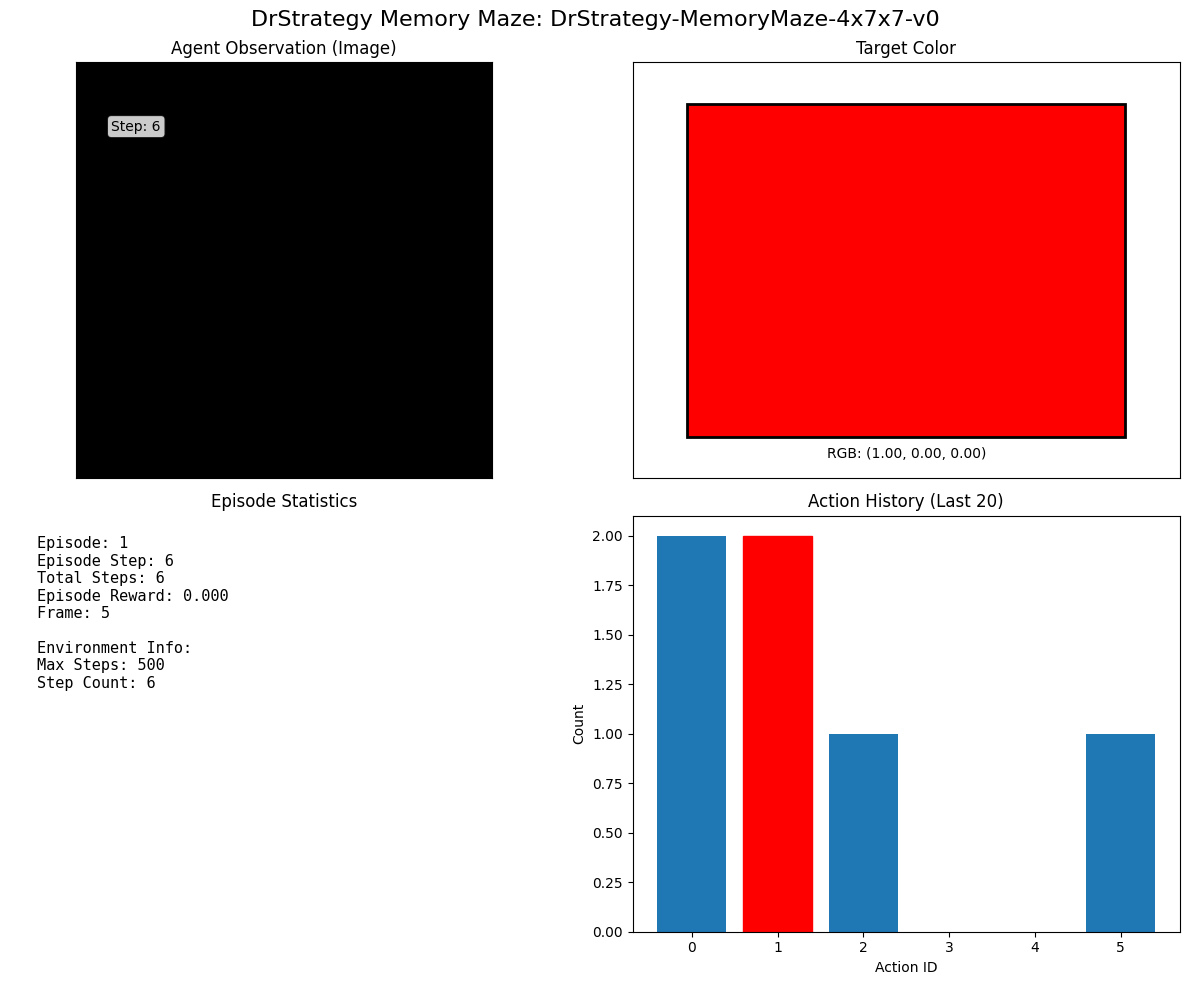 DrStrategy Memory Maze: DrStrategy-MemoryMaze-4x7x7-v0
Agent Observation (Image)
Step: 6
Target Color
RGB: (1.00, 0.00, 0.00)
Episode Statistics
Episode: 1
Episode Step: 6
Total Steps: 6
Episode Reward: 0.000
Frame: 5
Environment Info:
Max Steps: 500
Step Count: 6
Action History (Last 20)
Count
2.00
1.75
1.50
1.25
1.00
0.75
0.50
0.25
0.00
0 1 2 3 4 5
Action ID